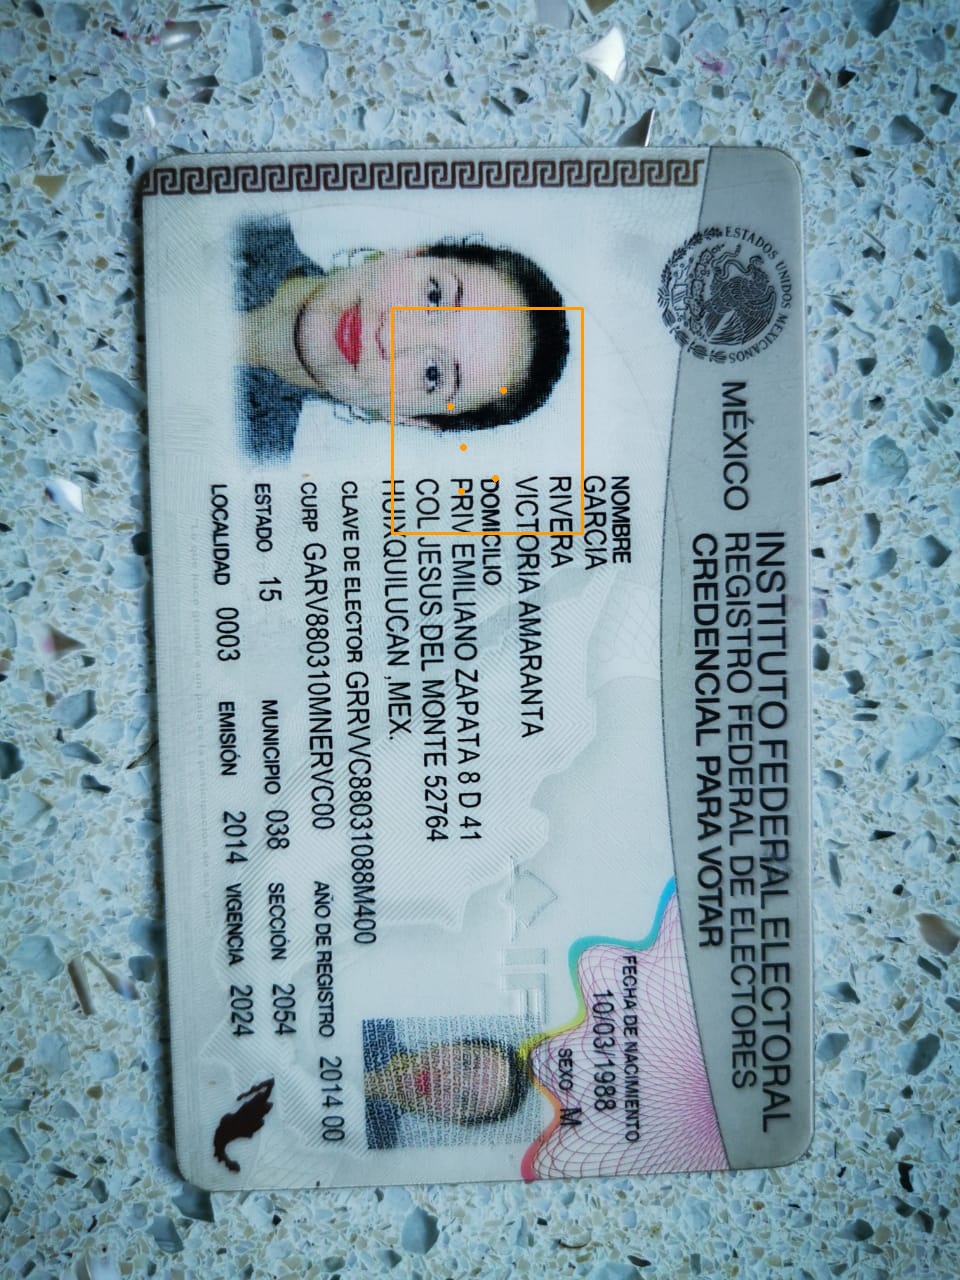 INSTITUTO FEDERAL ELECTORAL
MÉXICO REGISTRO FEDERAL DE ELECTORES
CREDENCIAL PARA VOTAR
ESTADOS UNIDOS MEXICANOS
NOMBRE
GARCIA
RIVERA
VICTORIA AMARANTA
FECHA DE NACIMIENTO
10/03/1988
SEXO M
DOMICILIO
PRIV EMILIANO ZAPATA 8 D 41
COL JESUS DEL MONTE 52764
HUIXQUILUCAN ,MEX.
CLAVE DE ELECTOR GRRVVC88031088M400
CURP GARV880310MNERVC00 AÑO DE REGISTRO 2014 00
ESTADO 15 MUNICIPIO 038 SECCIÓN 2054
LOCALIDAD 0003 EMISIÓN 2014 VIGENCIA 2024